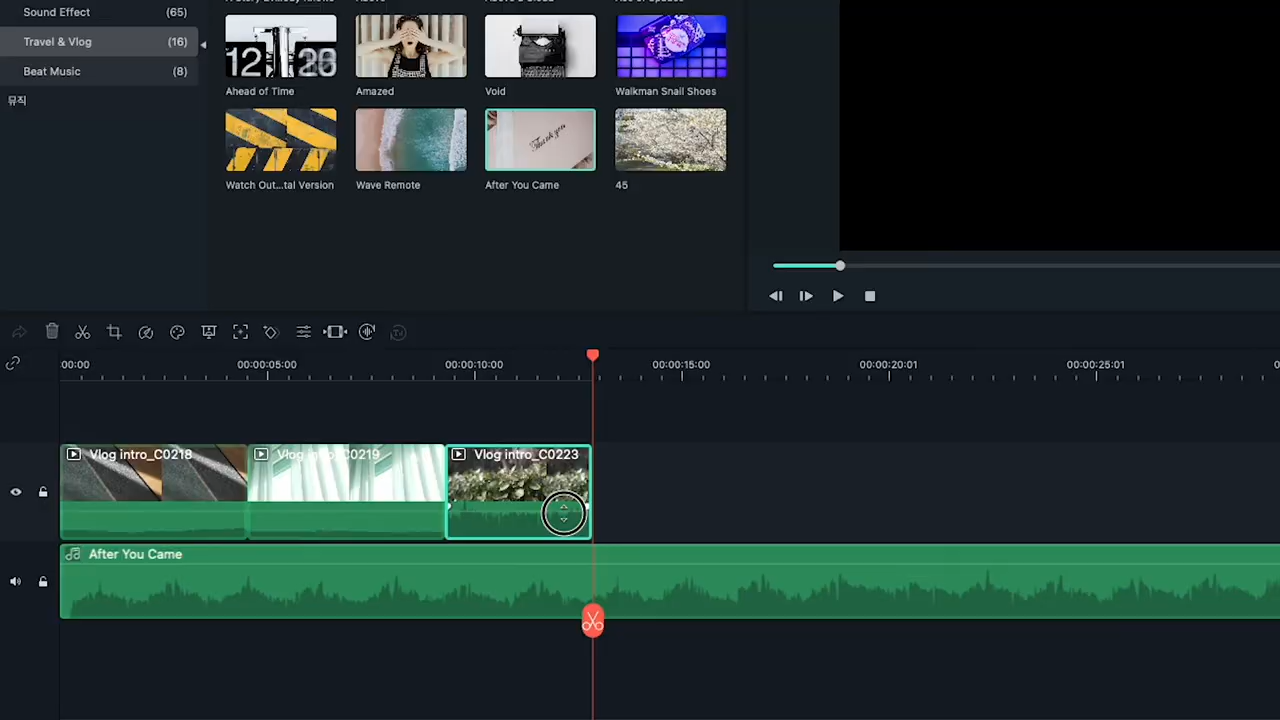 Sound Effect (65)
Travel & Vlog (16)
Beat Music (8)
뮤직
12
Ahead of Time
Amazed
Void
Walkman Snail Shoes
Thank you
Watch Out...tal Version
Wave Remote
After You Came
45
00:00
00:00:05:00
00:00:10:00
00:00:15:00
00:00:20:01
00:00:25:01
Vlog intro_C0218
Vlog intro_C0219
Vlog intro_C0223
After You Came